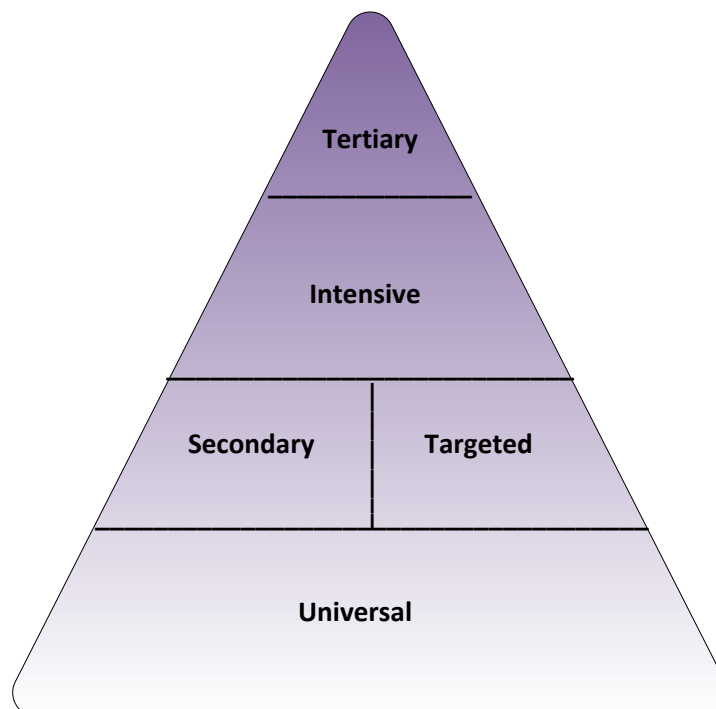 Tertiary
Intensive
Secondary
Targeted
Universal